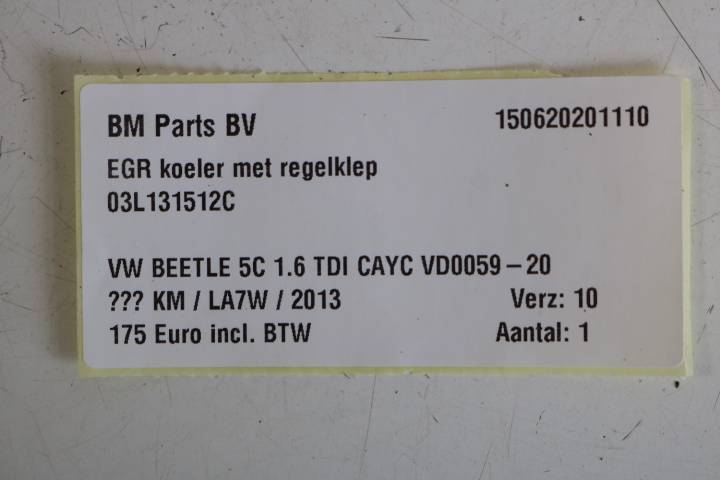 BM Parts BV 150620201110
EGR koeler met regelklep
03L131512C
VW BEETLE 5C 1.6 TDI CAYC VD0059-20
??? KM / LA7W / 2013 Verz: 10
175 Euro incl. BTW Aantal: 1